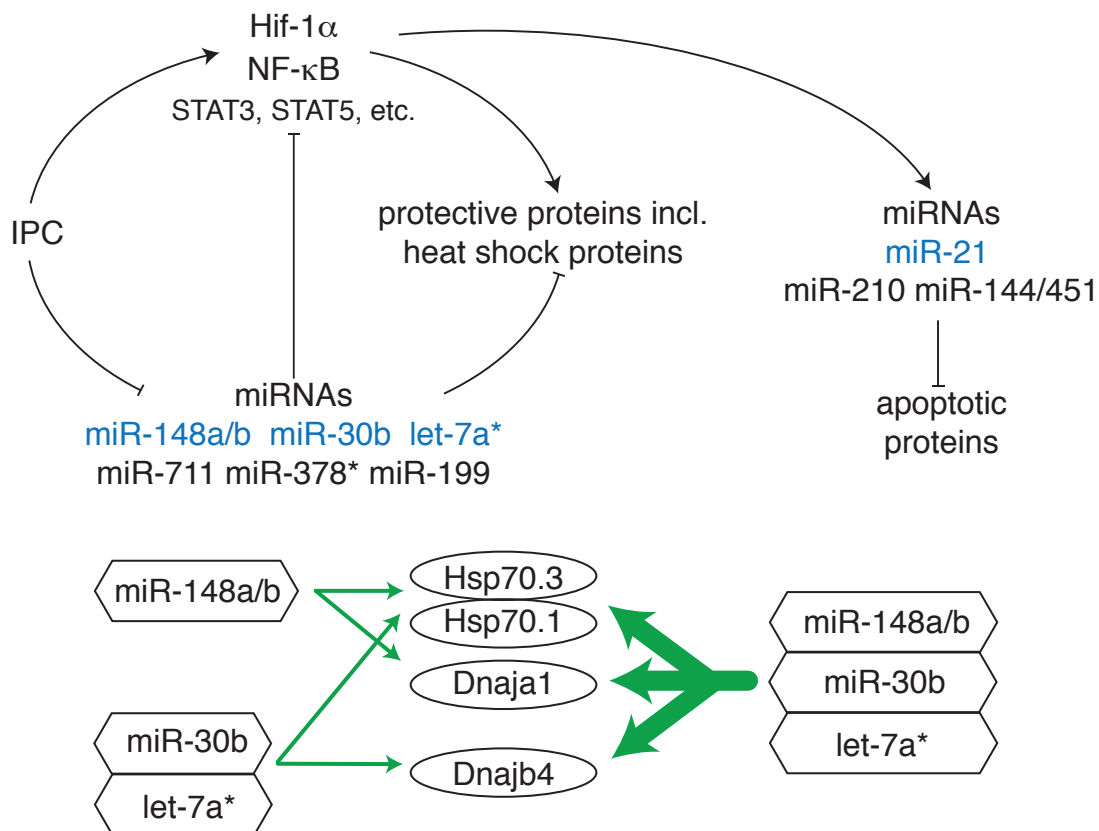 Hif-1α
NF-κB
STAT3, STAT5, etc.
IPC
protective proteins incl.
heat shock proteins
miRNAs
miR-21
miR-210 miR-144/451
apoptotic
proteins
miRNAs
miR-148a/b miR-30b let-7a*
miR-711 miR-378* miR-199
miR-148a/b
miR-30b
let-7a*
Hsp70.3
Hsp70.1
Dnaja1
Dnajb4
miR-148a/b
miR-30b
let-7a*